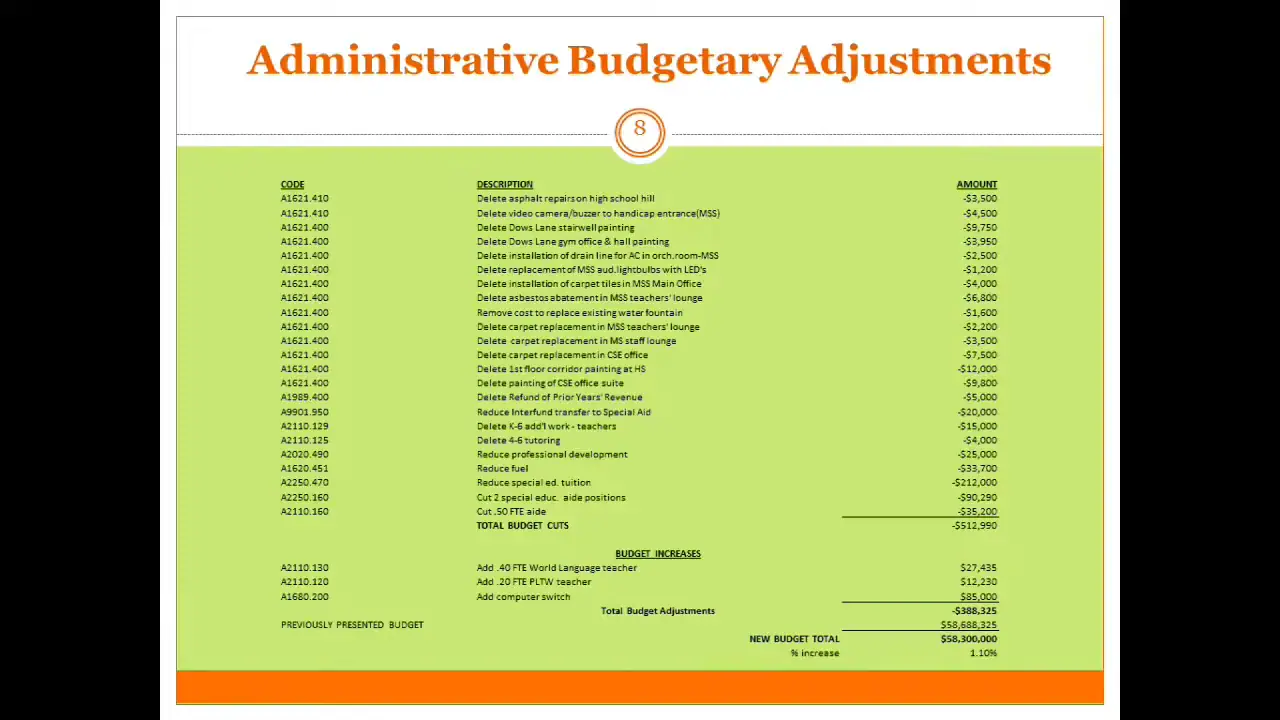 Administrative Budgetary Adjustments
8
CODE DESCRIPTION AMOUNT
A1621.410 Delete asphalt repairs on high school hill -$3,500
A1621.410 Delete video camera/buzzer to handicap entrance(MSS) -$4,500
A1621.400 Delete Dows Lane stairwell painting -$9,750
A1621.400 Delete Dows Lane gym office & hall painting -$3,950
A1621.400 Delete installation of drain line for AC in orch.room-MSS -$2,500
A1621.400 Delete replacement of MSS aud.lightbulbs with LED's -$1,200
A1621.400 Delete installation of carpet tiles in MSS Main Office -$4,000
A1621.400 Delete asbestos abatement in MSS teachers' lounge -$6,800
A1621.400 Remove cost to replace existing water fountain -$1,600
A1621.400 Delete carpet replacement in MSS teachers' lounge -$2,200
A1621.400 Delete carpet replacement in MS staff lounge -$3,500
A1621.400 Delete carpet replacement in CSE office -$7,500
A1621.400 Delete 1st floor corridor painting at HS -$12,000
A1621.400 Delete painting of CSE office suite -$9,800
A1989.400 Delete Refund of Prior Years' Revenue -$5,000
A9901.950 Reduce Interfund transfer to Special Aid -$20,000
A2110.129 Delete K-6 add'l work - teachers -$15,000
A2110.125 Delete 4-6 tutoring -$4,000
A2020.490 Reduce professional development -$25,000
A1620.451 Reduce fuel -$33,700
A2250.470 Reduce special ed. tuition -$212,000
A2250.160 Cut 2 special educ. aide positions -$90,290
A2110.160 Cut .50 FTE aide -$35,200
TOTAL BUDGET CUTS -$512,990
BUDGET INCREASES
A2110.130 Add .40 FTE World Language teacher $27,435
A2110.120 Add .20 FTE PLTW teacher $12,230
A1680.200 Add computer switch $85,000
Total Budget Adjustments -$388,325
PREVIOUSLY PRESENTED BUDGET $58,688,325
NEW BUDGET TOTAL $58,300,000
% increase 1.10%